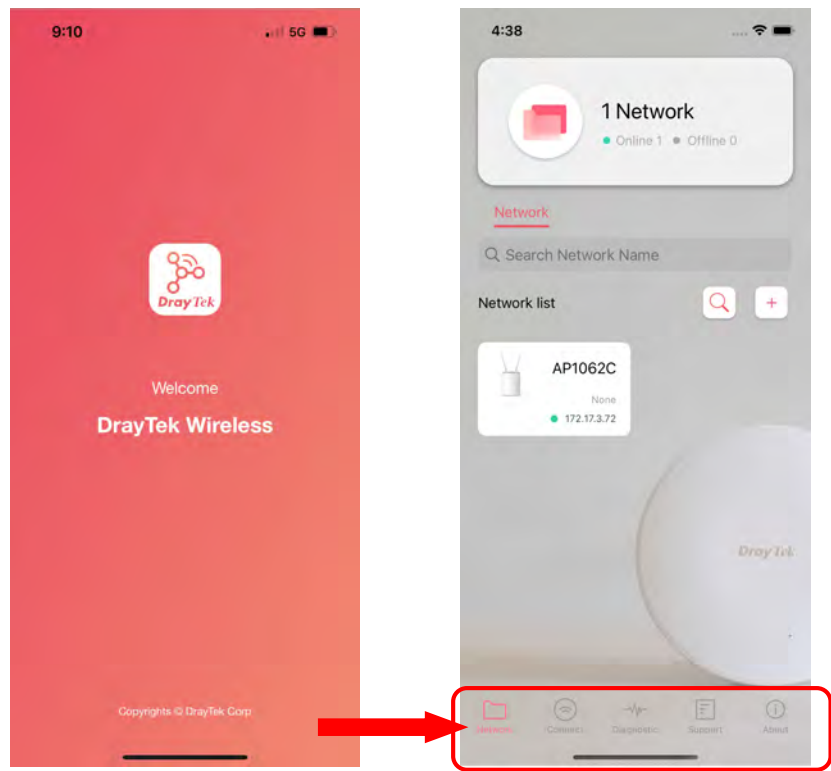 9:10
5G
DrayTek
Welcome
DrayTek Wireless
Copyrights © DrayTek Corp
4:38
1 Network
Online 1
Offline 0
Network
Search Network Name
Network list
+
AP1062C
None
172.17.3.72
DrayTek
Network
Connect
Diagnostic
Support
About